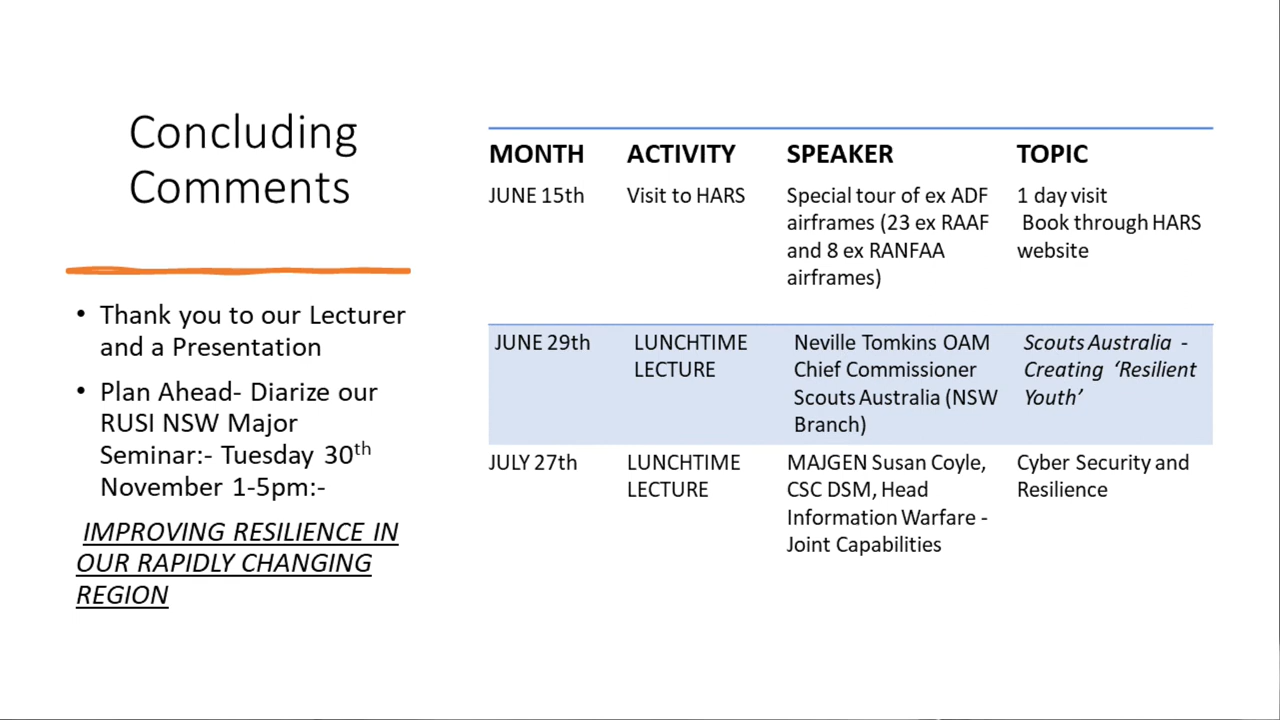 Concluding
Comments
Thank you to our Lecturer
and a Presentation
Plan Ahead- Diarize our
RUSI NSW Major
Seminar:- Tuesday 30th
November 1-5pm:-
IMPROVING RESILIENCE IN
OUR RAPIDLY CHANGING
REGION
MONTH ACTIVITY SPEAKER TOPIC
JUNE 15th Visit to HARS Special tour of ex ADF 1 day visit
airframes (23 ex RAAF Book through HARS
and 8 ex RANFAA website
airframes)
JUNE 29th LUNCHTIME Neville Tomkins OAM Scouts Australia -
LECTURE Chief Commissioner Creating ‘Resilient
Scouts Australia (NSW Youth’
Branch)
JULY 27th LUNCHTIME MAJGEN Susan Coyle, Cyber Security and
LECTURE CSC DSM, Head Resilience
Information Warfare -
Joint Capabilities